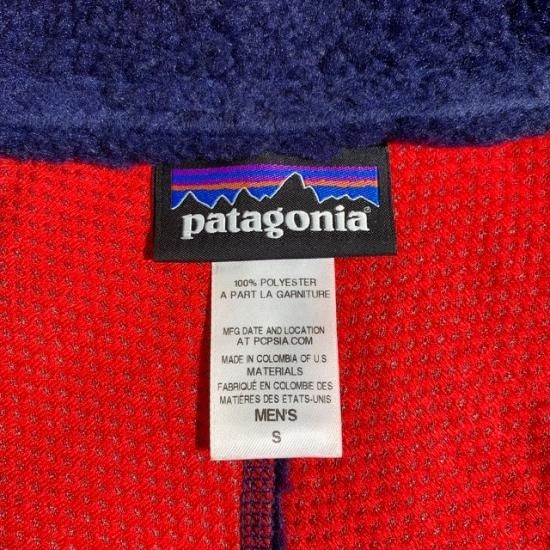 patagonia®
100% POLYESTER
A PART LA GARNITURE
MFG DATE AND LOCATION
AT PCPSIA.COM
MADE IN COLOMBIA OF U.S.
MATERIALS
FABRIQUÉ EN COLOMBIE DES
MATIÈRES DES ETATS-UNIS
MEN'S
S